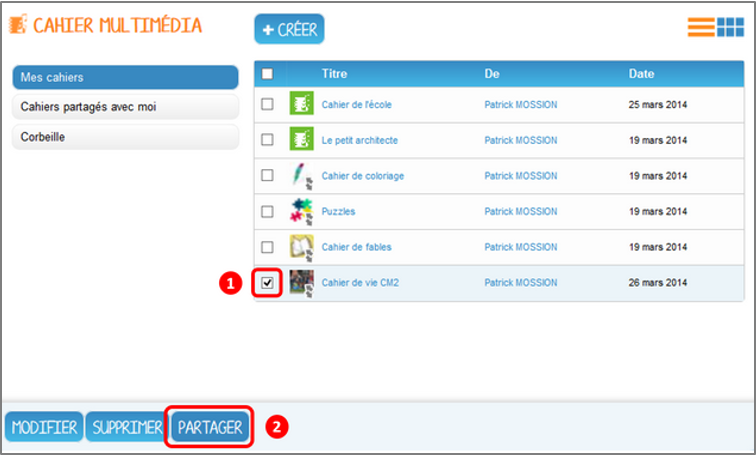 CAHIER MULTIMÉDIA
+ CRÉER
Mes cahiers
Cahiers partagés avec moi
Corbeille
Titre De Date
Cahier de l'école Patrick MOSSION 25 mars 2014
Le petit architecte Patrick MOSSION 19 mars 2014
Cahier de coloriage Patrick MOSSION 19 mars 2014
Puzzles Patrick MOSSION 19 mars 2014
Cahier de fables Patrick MOSSION 19 mars 2014
1 Cahier de vie CM2 Patrick MOSSION 26 mars 2014
MODIFIER SUPPRIMER PARTAGER 2